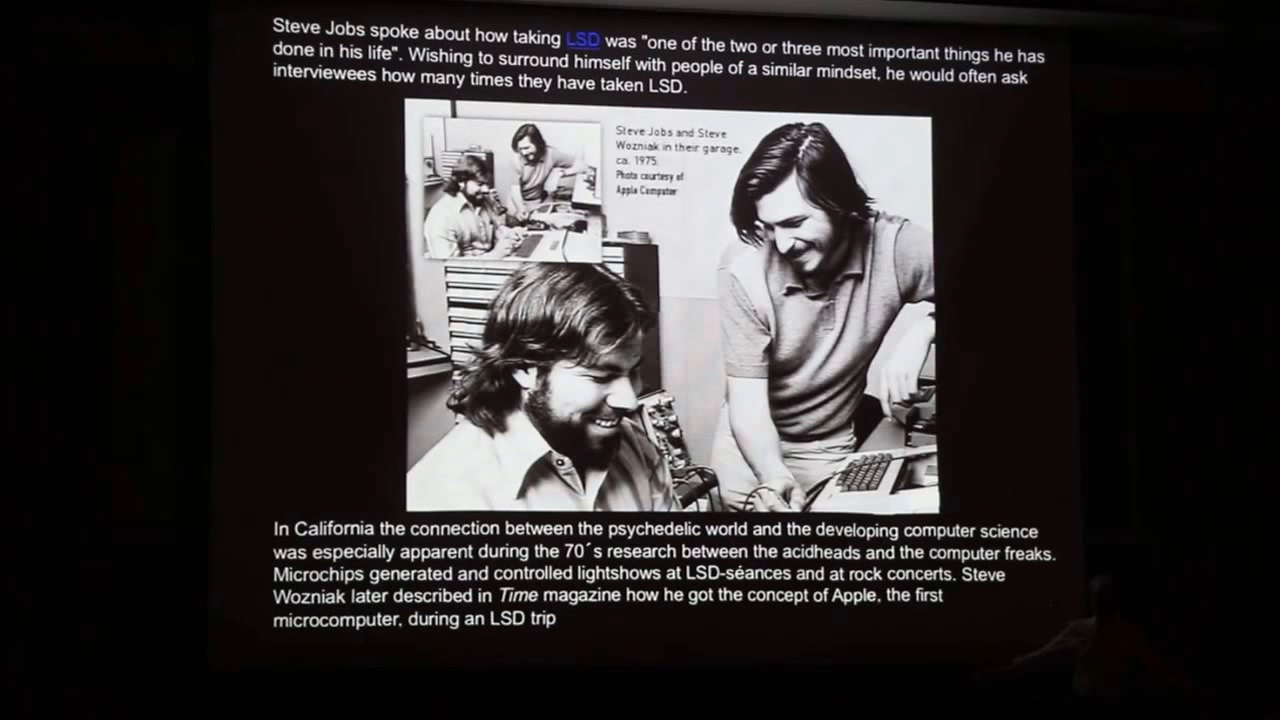 Steve Jobs spoke about how taking LSD was "one of the two or three most important things he has
done in his life". Wishing to surround himself with people of a similar mindset, he would often ask
interviewees how many times they have taken LSD.
Steve Jobs and Steve
Wozniak in their garage,
ca. 1975.
Photo courtesy of
Apple Computer
In California the connection between the psychedelic world and the developing computer science
was especially apparent during the 70´s research between the acidheads and the computer freaks.
Microchips generated and controlled lightshows at LSD-séances and at rock concerts. Steve
Wozniak later described in Time magazine how he got the concept of Apple, the first
microcomputer, during an LSD trip